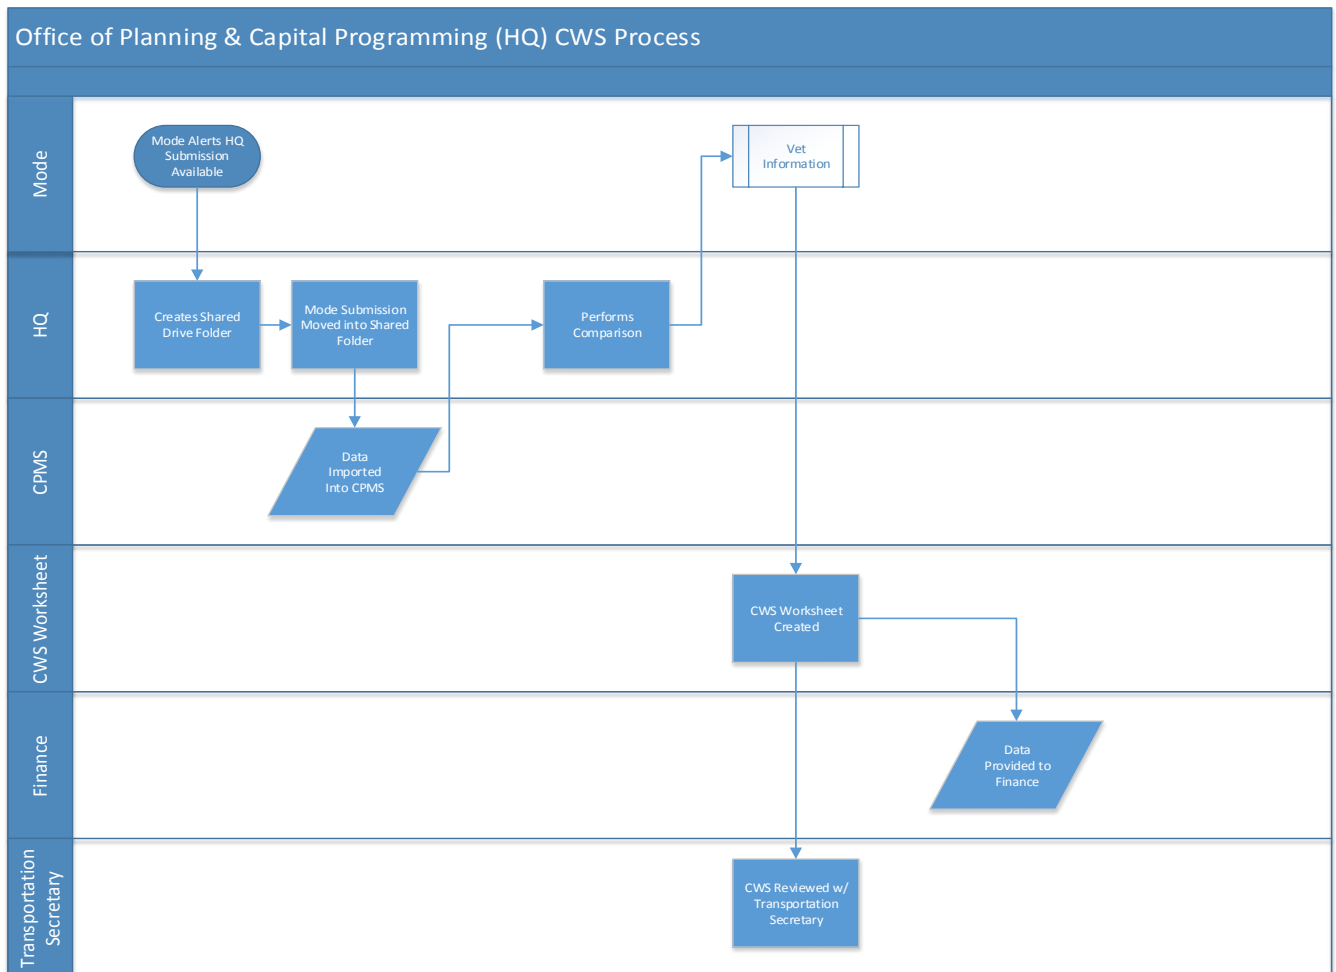 Office of Planning & Capital Programming (HQ) CWS Process
Mode
Mode Alerts HQ
Submission
Available
Vet
Information
HQ
Creates Shared
Drive Folder
Mode Submission
Moved into Shared
Folder
Performs
Comparison
CPMS
Data
Imported
Into CPMS
CWS Worksheet
CWS Worksheet
Created
Finance
Data
Provided to
Finance
Transportation
Secretary
CWS Reviewed w/
Transportation
Secretary